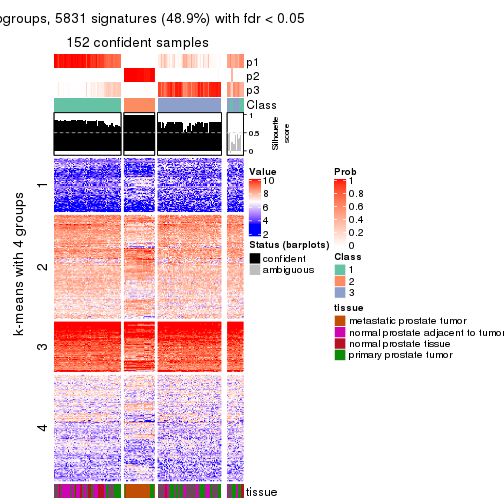 ogroups, 5831 signatures (48.9%) with fdr < 0.05
152 confident samples
p1
p2
p3
Class
1
0.5
0
Silhouette
score
k-means with 4 groups
1
2
3
4
Value
10
8
6
4
2
Status (barplots)
confident
ambiguous
Prob
1
0.8
0.6
0.4
0.2
0
Class
1
2
3
tissue
metastatic prostate tumor
normal prostate adjacent to tumor
normal prostate tissue
primary prostate tumor
tissue